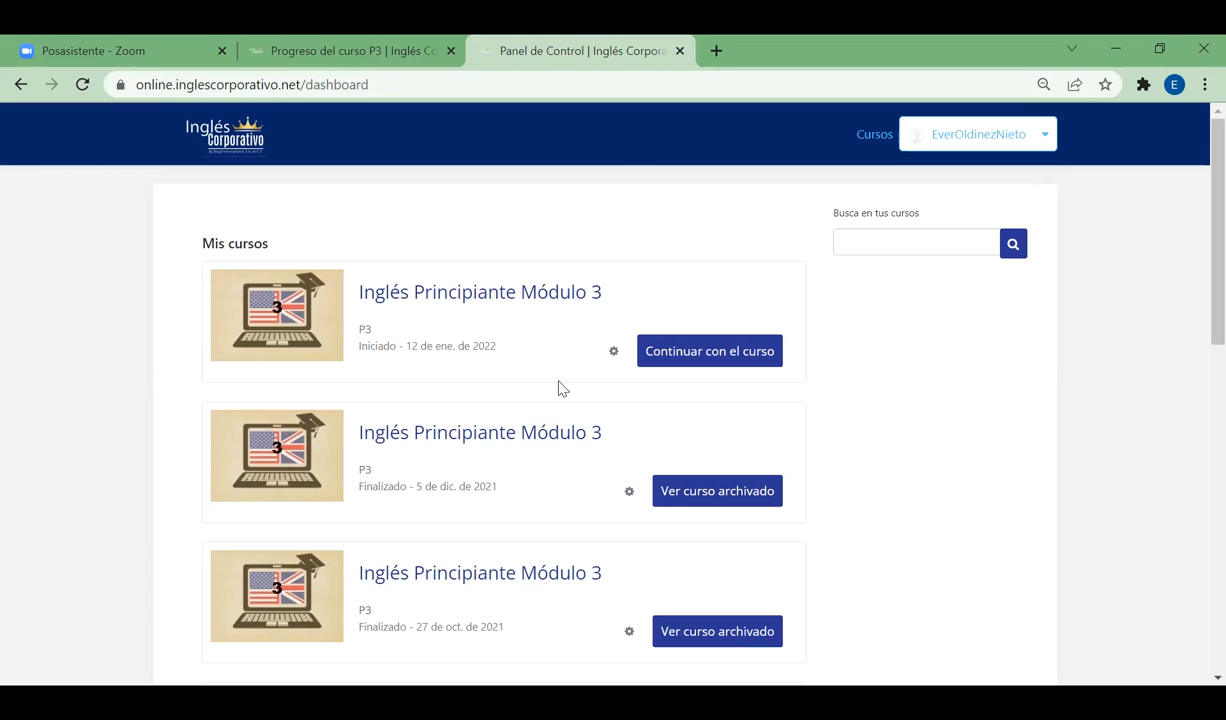 Posasistente - Zoom
Progreso del curso P3 | Inglés Co
Panel de Control | Inglés Corpora
online.inglescorporativo.net/dashboard
E
Inglés
Corporativo
Cursos
EverOldinezNieto
Busca en tus cursos
Mis cursos
3
Inglés Principiante Módulo 3
P3
Iniciado - 12 de ene. de 2022
Continuar con el curso
3
Inglés Principiante Módulo 3
P3
Finalizado - 5 de dic. de 2021
Ver curso archivado
3
Inglés Principiante Módulo 3
P3
Finalizado - 27 de oct. de 2021
Ver curso archivado